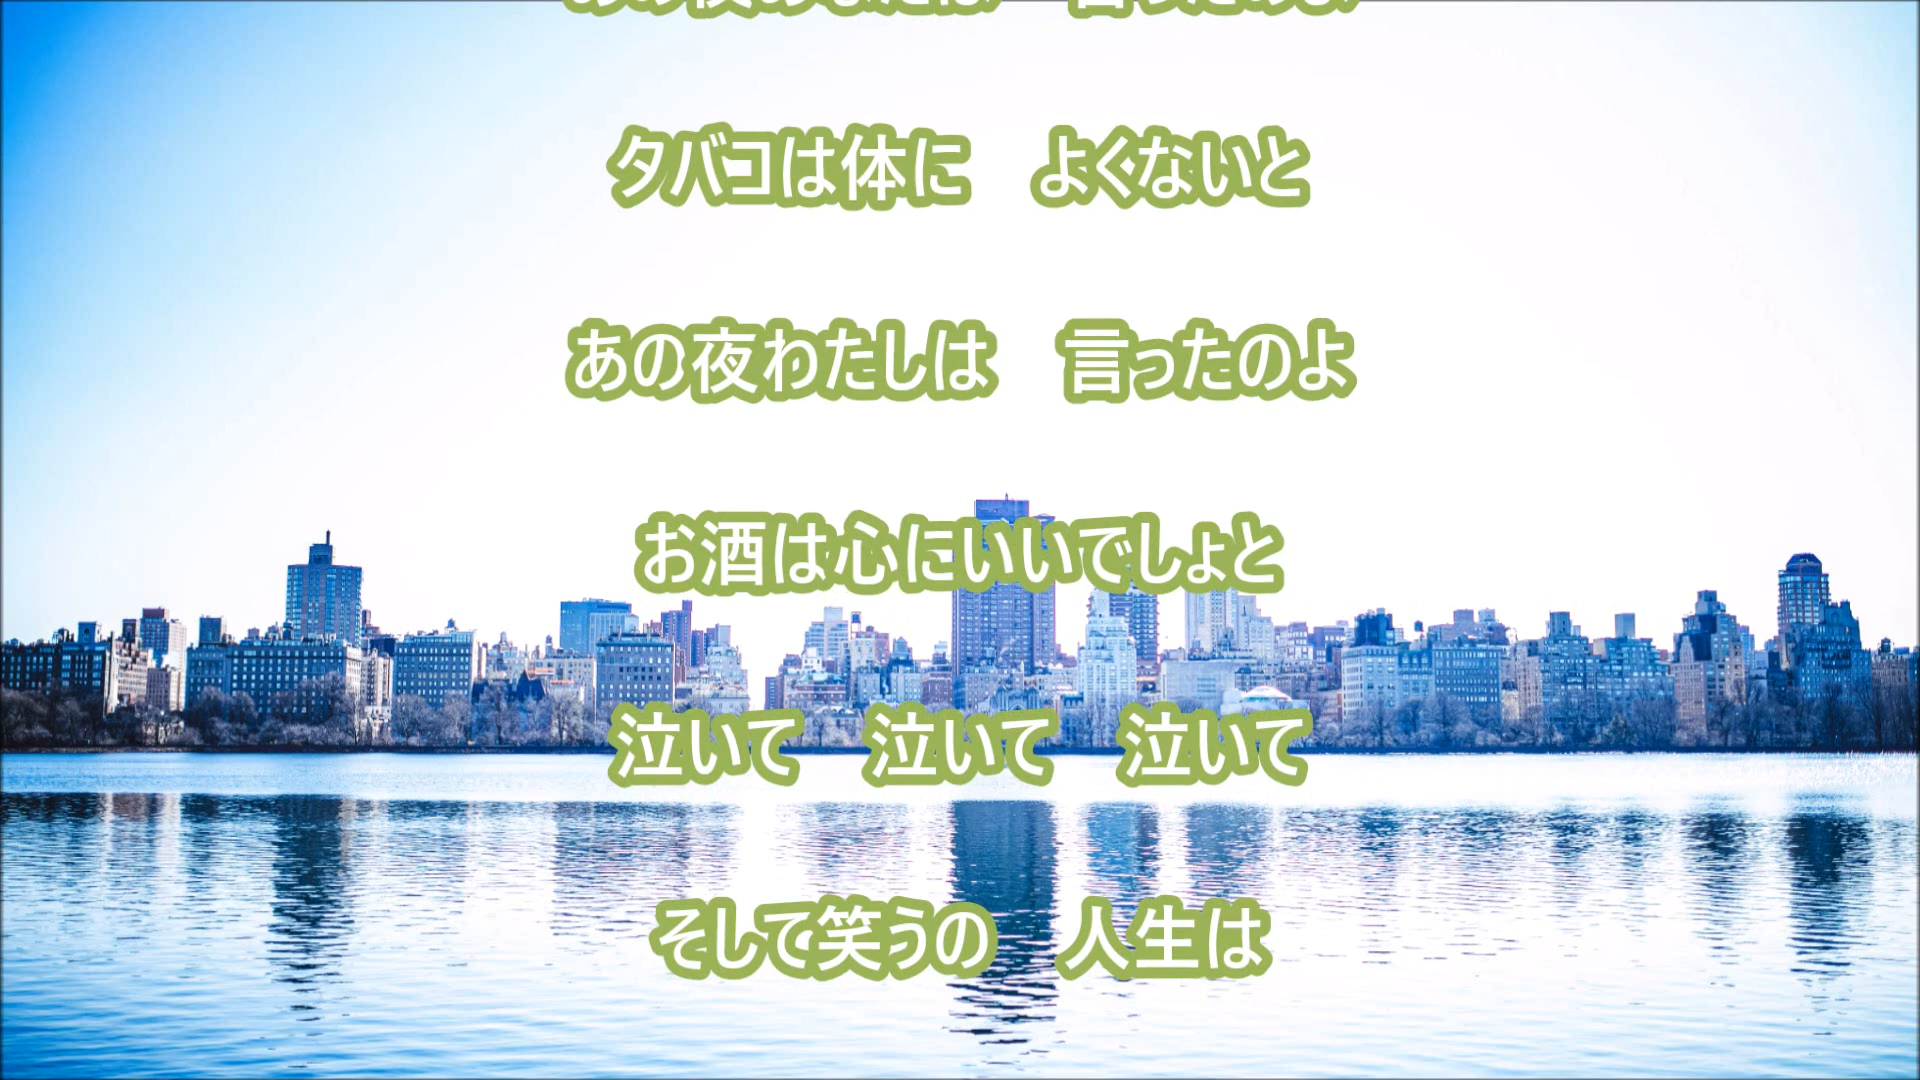 タバコは体に　よくないと
あの夜わたしは　言ったのよ
お酒は心にいいでしょと
泣いて　泣いて　泣いて
そして笑うの　人生は